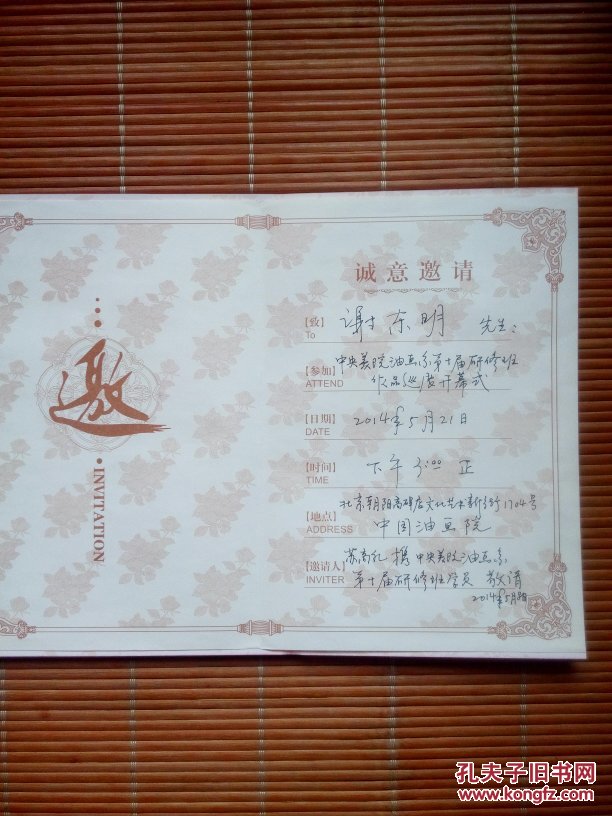 邀
INVITATION
诚意邀请
【致】 谢东明 先生：
To
【参加】 中央美院油画系第十届研修班
ATTEND 作品巡展开幕式
【日期】 2014年5月21日
DATE
【时间】 下午 3:00 正
TIME
北京朝阳高碑店文化艺术新街1704号
【地点】 中国油画院
ADDRESS
【邀请人】 苏高礼 携 中央美院油画系
INVITER 第十届研修班学员 敬请
2014年5月
孔夫子旧书网
www.kongfz.com